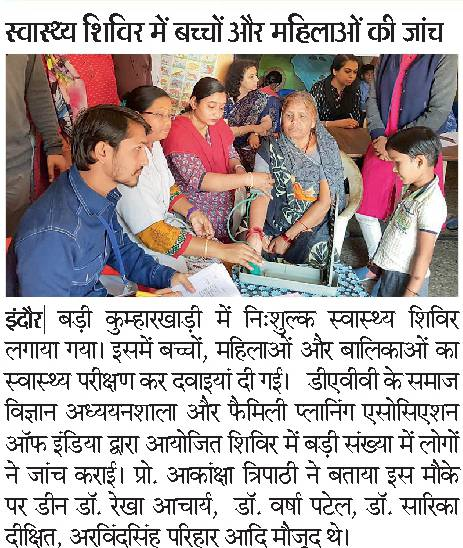 स्वास्थ्य शिविर में बच्चों और महिलाओं की जांच
इंदौर| बड़ी कुम्हारखाड़ी में निःशुल्क स्वास्थ्य शिविर
लगाया गया। इसमें बच्चों, महिलाओं और बालिकाओं का
स्वास्थ्य परीक्षण कर दवाइयां दी गई। डीएवीवी के समाज
विज्ञान अध्ययनशाला और फैमिली प्लानिंग एसोसिएशन
ऑफ इंडिया द्वारा आयोजित शिविर में बड़ी संख्या में लोगों
ने जांच कराई। प्रो. आकांक्षा त्रिपाठी ने बताया इस मौके
पर डीन डॉ. रेखा आचार्य, डॉ. वर्षा पटेल, डॉ. सारिका
दीक्षित, अरविंदसिंह परिहार आदि मौजूद थे।